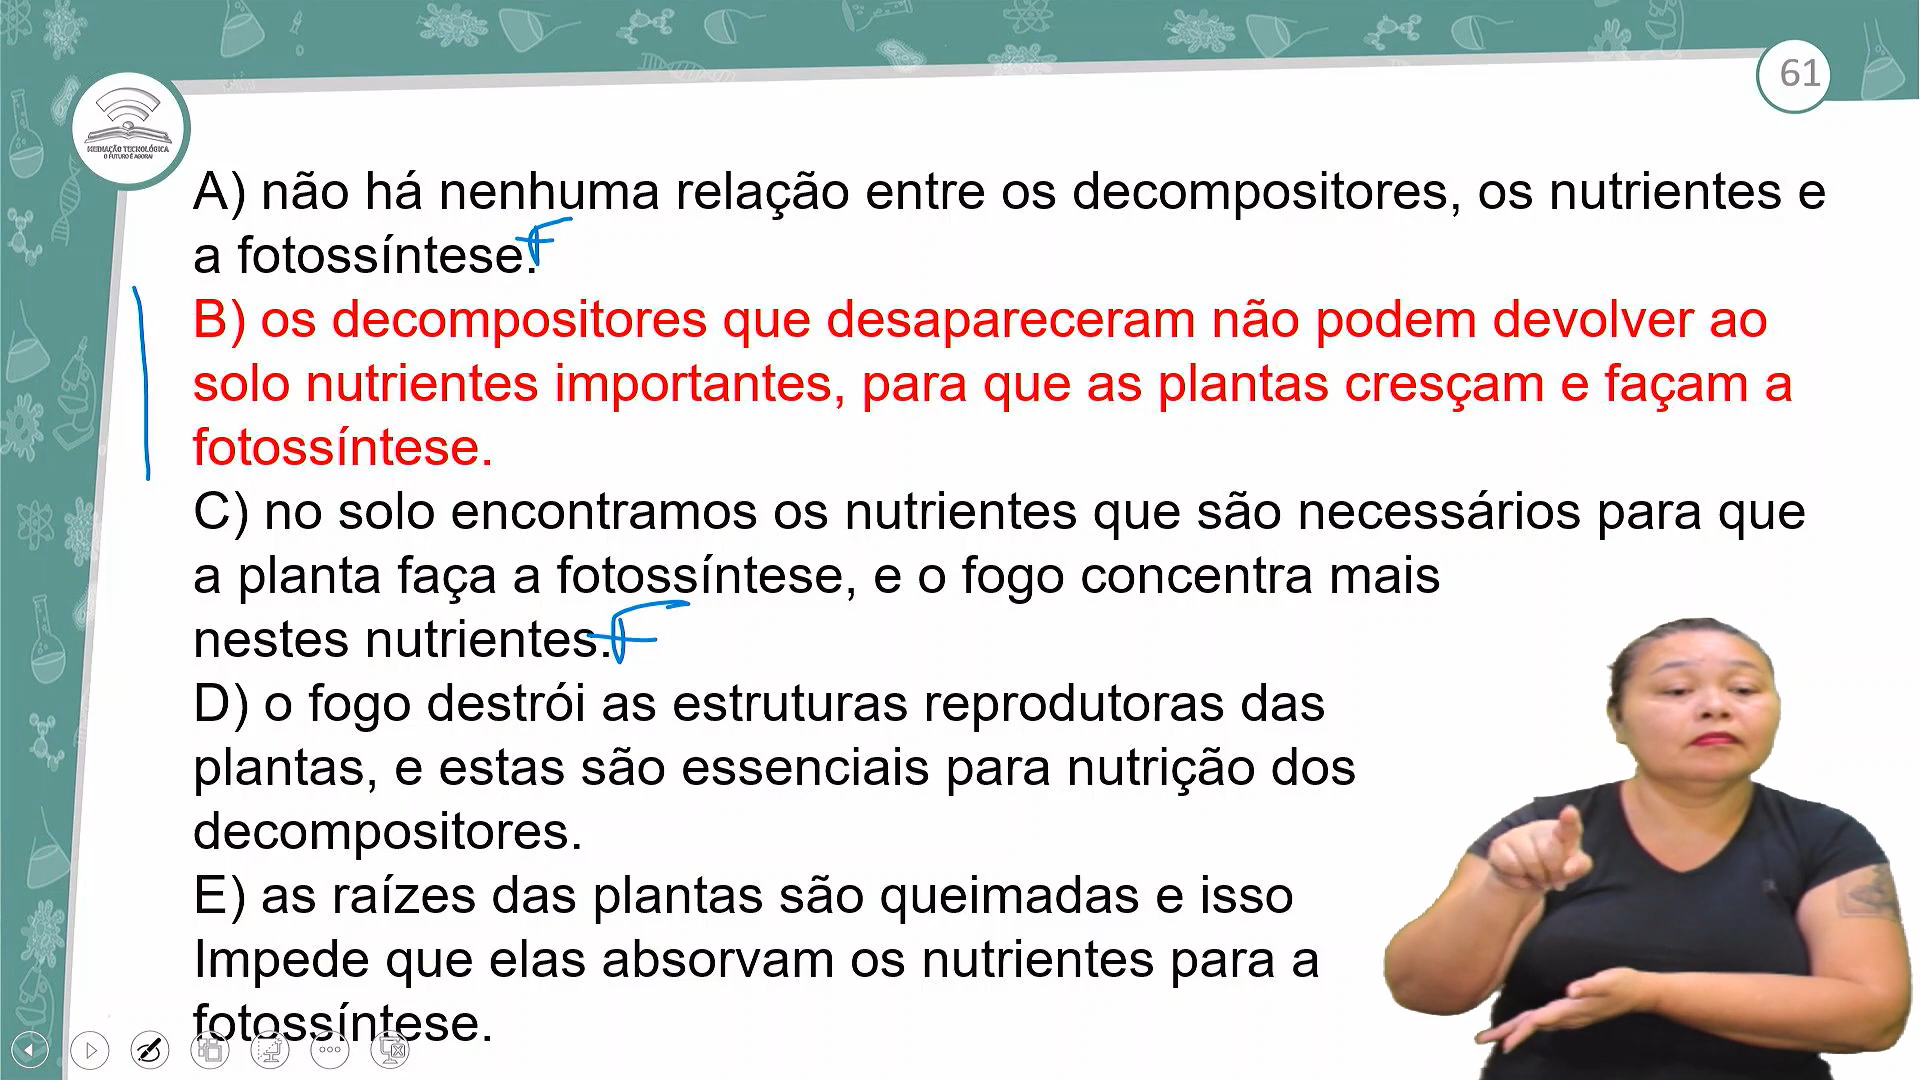 61
MEDIAÇÃO TECNOLÓGICA
O FUTURO É AGORA!
A) não há nenhuma relação entre os decompositores, os nutrientes e
a fotossíntese.
B) os decompositores que desapareceram não podem devolver ao
solo nutrientes importantes, para que as plantas cresçam e façam a
fotossíntese.
C) no solo encontramos os nutrientes que são necessários para que
a planta faça a fotossíntese, e o fogo concentra mais
nestes nutrientes.
D) o fogo destrói as estruturas reprodutoras das
plantas, e estas são essenciais para nutrição dos
decompositores.
E) as raízes das plantas são queimadas e isso
Impede que elas absorvam os nutrientes para a
fotossíntese.